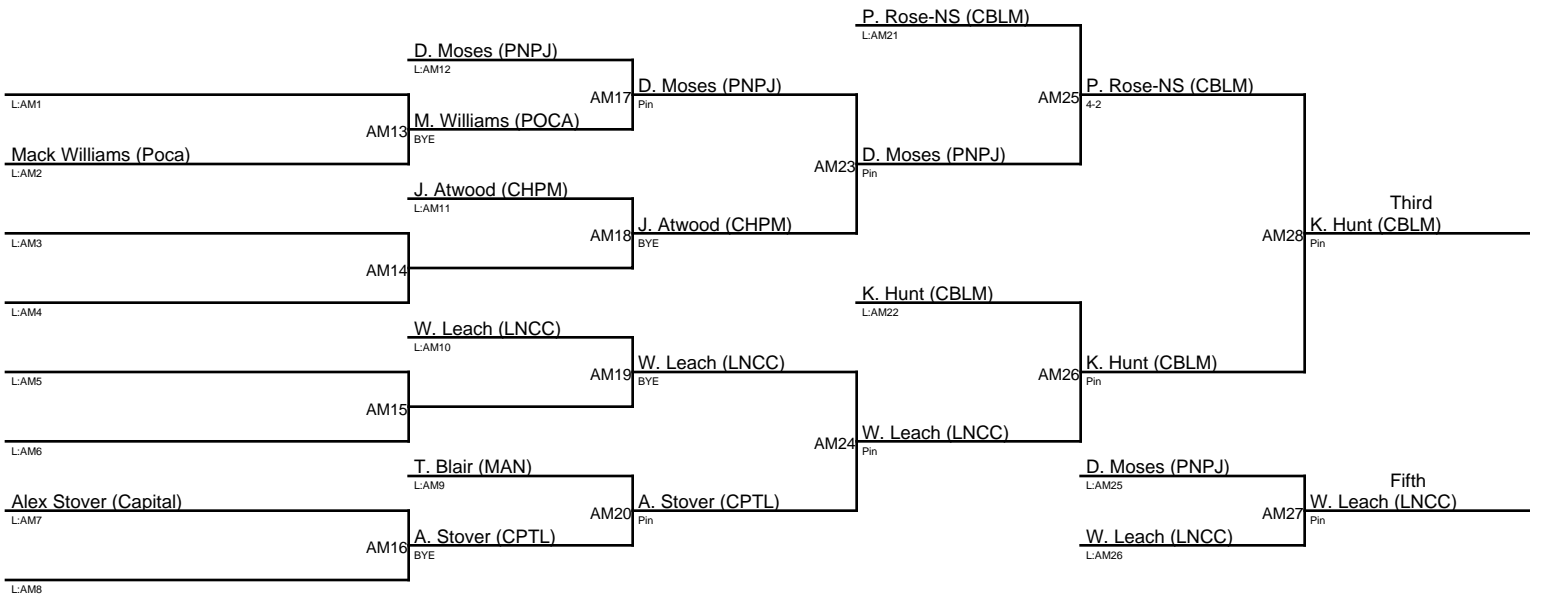 P. Rose-NS (CBLM)
L:AM21
D. Moses (PNPJ)
L:AM12
AM17
D. Moses (PNPJ)
Pin
AM25
P. Rose-NS (CBLM)
4-2
L:AM1
AM13
M. Williams (POCA)
BYE
Mack Williams (Poca)
L:AM2
AM23
D. Moses (PNPJ)
Pin
J. Atwood (CHPM)
L:AM11
AM18
J. Atwood (CHPM)
BYE
L:AM3
AM14
L:AM4
AM28
Third
K. Hunt (CBLM)
Pin
K. Hunt (CBLM)
L:AM22
W. Leach (LNCC)
L:AM10
AM19
W. Leach (LNCC)
BYE
AM26
K. Hunt (CBLM)
Pin
L:AM5
AM15
L:AM6
AM24
W. Leach (LNCC)
Pin
T. Blair (MAN)
L:AM9
AM20
A. Stover (CPTL)
Pin
Alex Stover (Capital)
L:AM7
AM16
A. Stover (CPTL)
BYE
L:AM8
D. Moses (PNPJ)
L:AM25
AM27
Fifth
W. Leach (LNCC)
Pin
W. Leach (LNCC)
L:AM26